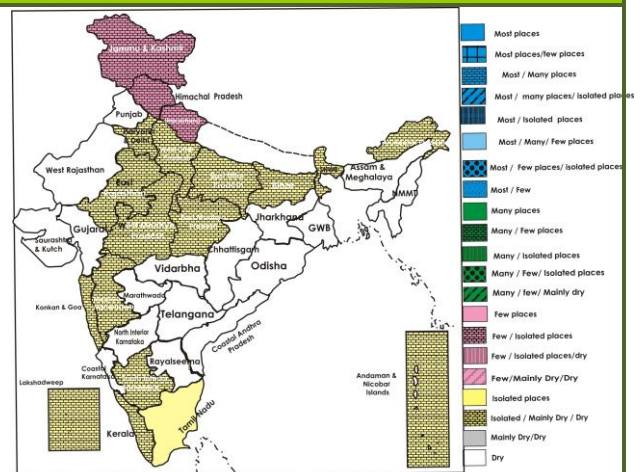 Jammu & Kashmir
Himachal Pradesh
Punjab
West Rajasthan
East
Delhi
Bihar
Assam &
Meghalaya
NMMT
Saurashtra
& Kutch
Gujarat
Jharkhand
GWB
Chhattisgarh
Odisha
Vidarbha
Marathwada
Telangana
Konkan & Goa
North Interior
Karnataka
Coastal Andhra
Pradesh
Coastal
Karnataka
Rayalseema
Lakshadweep
Kerala
Tamil Nadu
Andaman &
Nicobar
Islands
Most places
Most places/few places
Most / Many places
Most / many places/ isolated places
Most / Isolated places
Most / Many/ Few places
Most / Few places/ isolated places
Most / Few
Many places
Many / Few places
Many / Isolated places
Many / Few/ Isolated places
Many / few/ Mainly dry
Few places
Few / Isolated places
Few / Isolated places/dry
Few/Mainly Dry/Dry
Isolated places
Isolated / Mainly Dry / Dry
Mainly Dry/Dry
Dry